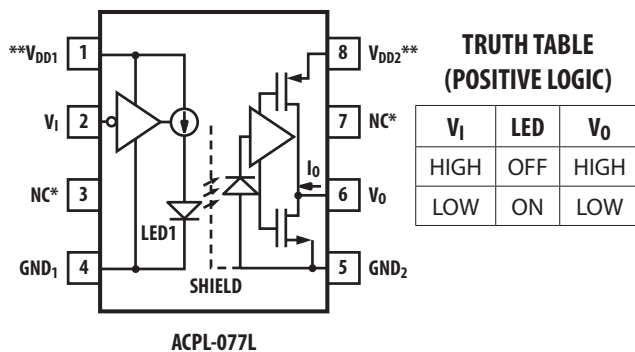 **VDD1 1
VI 2
NC* 3
GND1 4
8 VDD2**
7 NC*
6 VO
5 GND2
IO
LED1
SHIELD
ACPL-077L
TRUTH TABLE
(POSITIVE LOGIC)
VI LED VO
HIGH OFF HIGH
LOW ON LOW